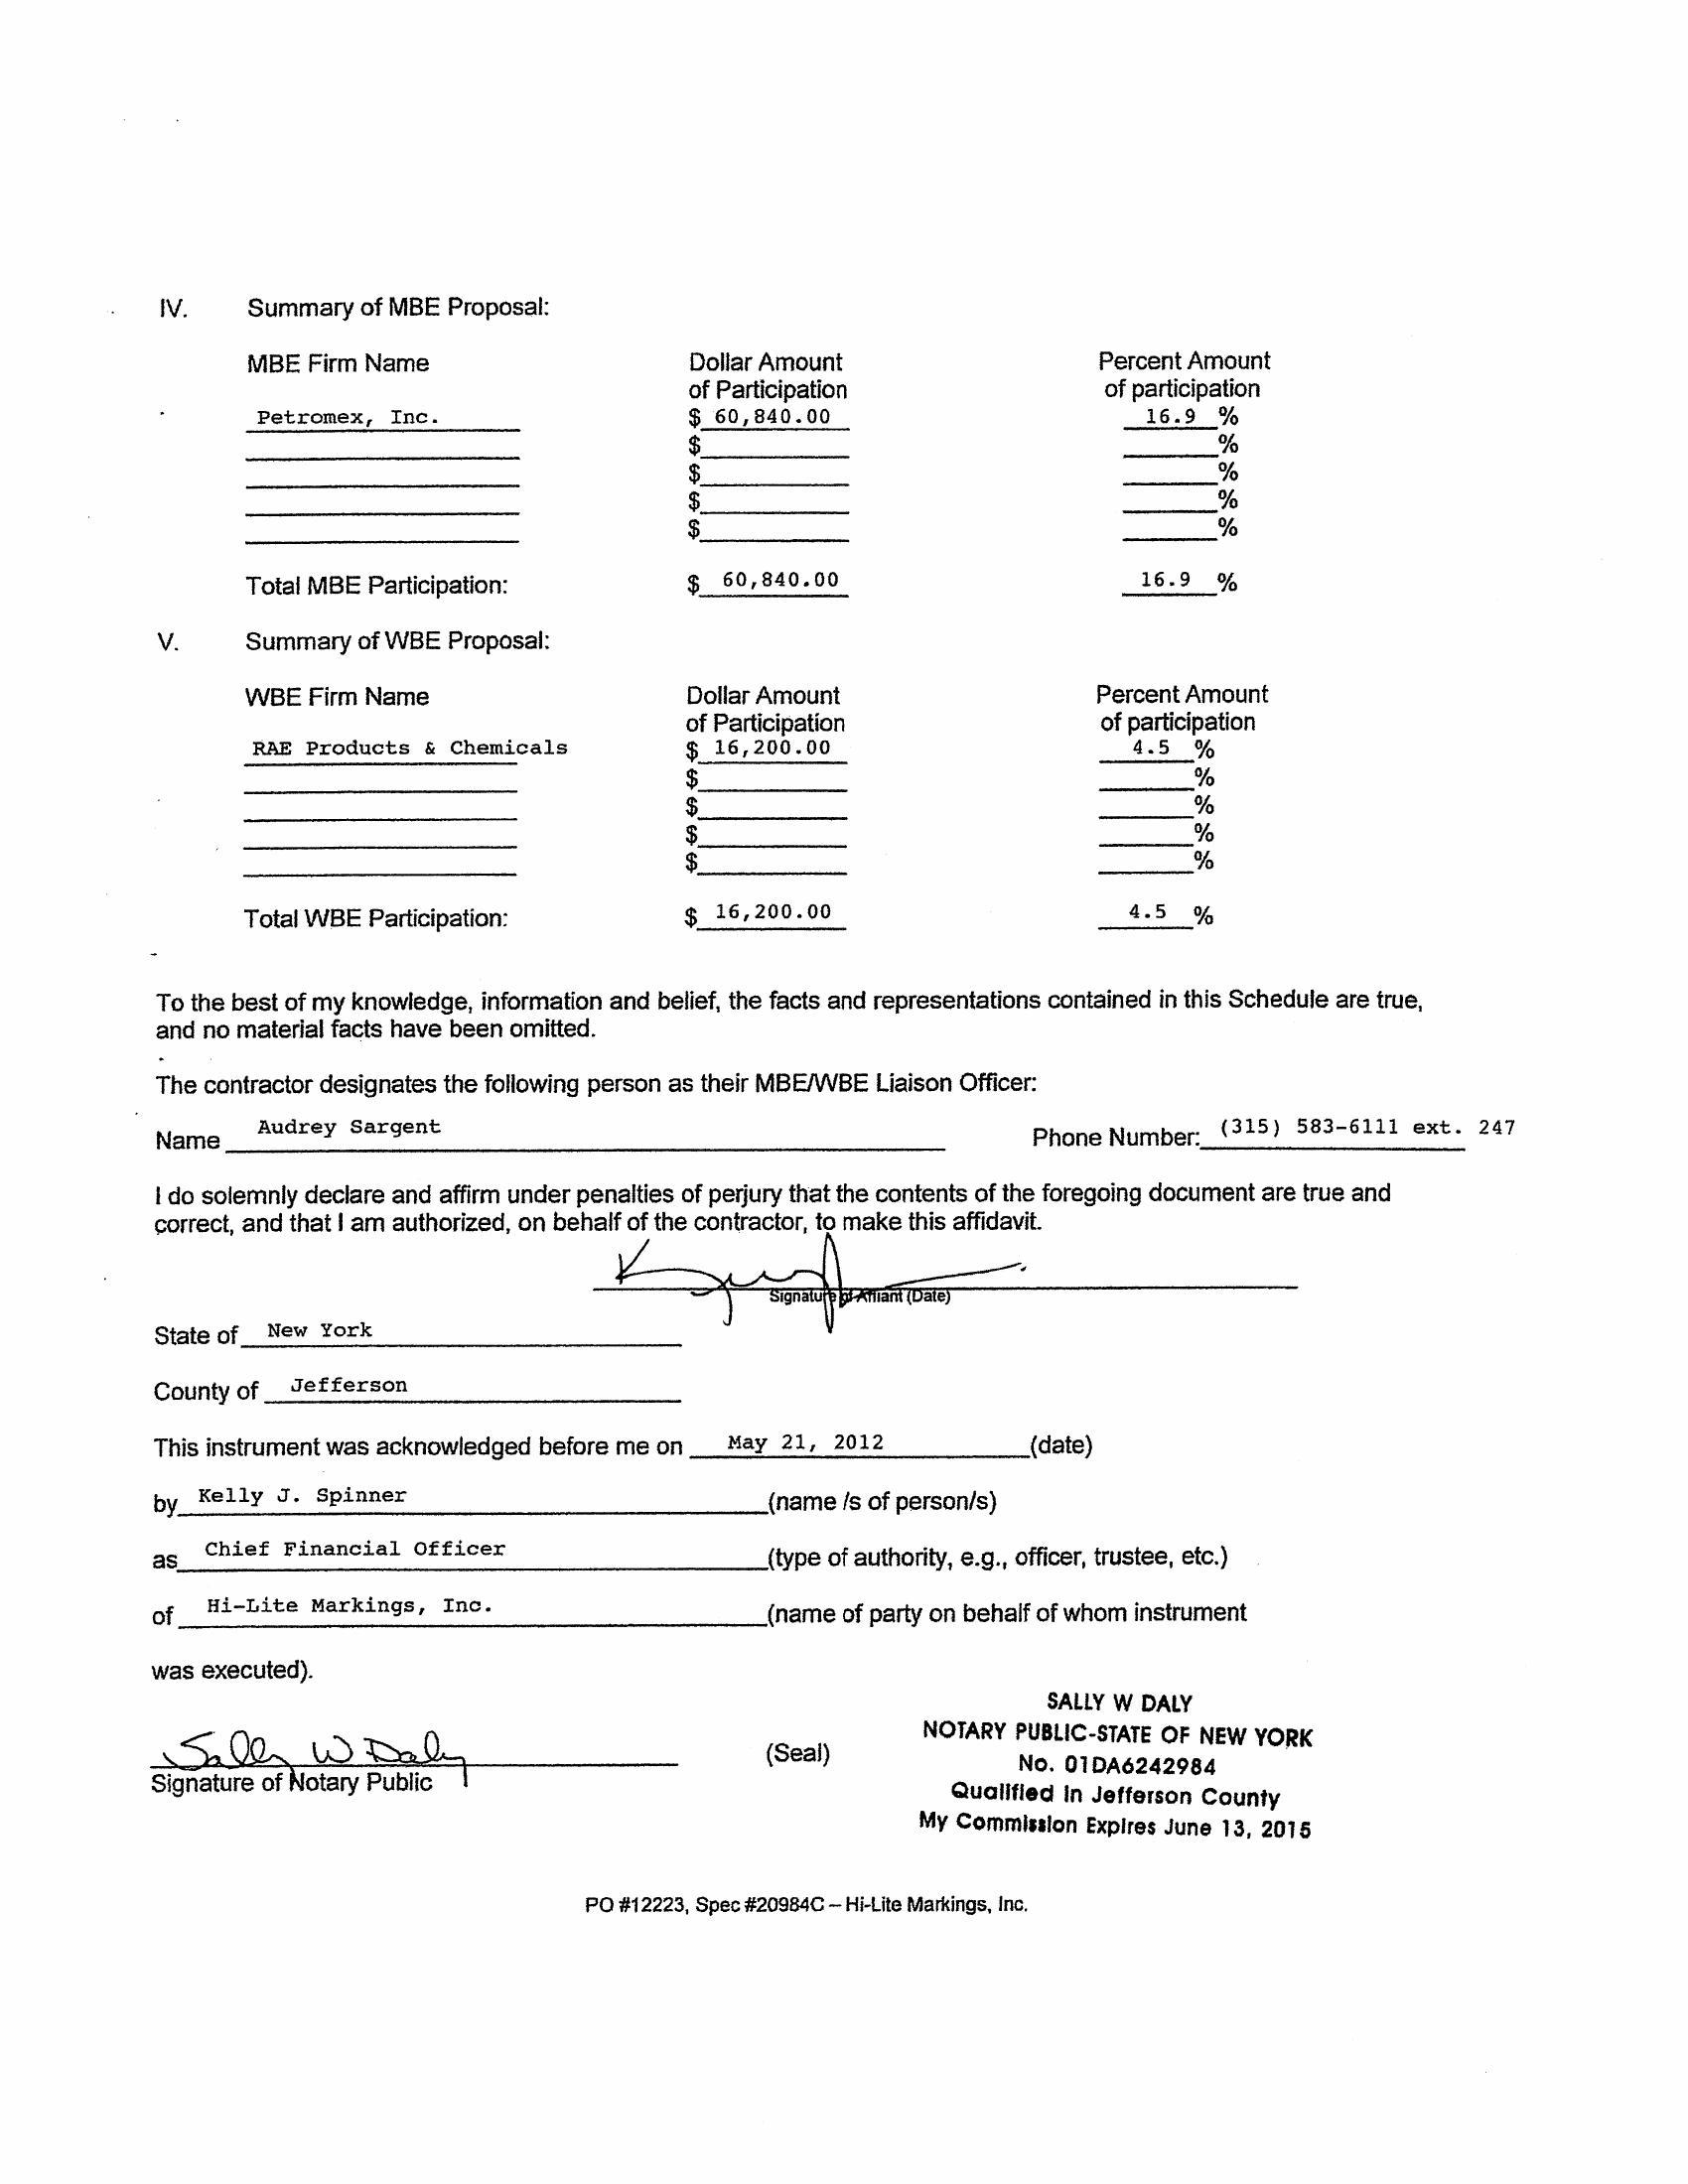 IV. Summary of MBE Proposal:
MBE Firm Name Dollar Amount Percent Amount
of Participation of participation
Petromex, Inc. $ 60,840.00 16.9 %
$ %
$ %
$ %
$ %
Total MBE Participation: $ 60,840.00 16.9 %
V. Summary of WBE Proposal:
WBE Firm Name Dollar Amount Percent Amount
of Participation of participation
RAE Products & Chemicals $ 16,200.00 4.5 %
$ %
$ %
$ %
$ %
Total WBE Participation: $ 16,200.00 4.5 %
To the best of my knowledge, information and belief, the facts and representations contained in this Schedule are true,
and no material facts have been omitted.
The contractor designates the following person as their MBE/WBE Liaison Officer:
Name Audrey Sargent Phone Number: (315) 583-6111 ext. 247
I do solemnly declare and affirm under penalties of perjury that the contents of the foregoing document are true and
correct, and that I am authorized, on behalf of the contractor, to make this affidavit.
Signature of Affiant (Date)
State of New York
County of Jefferson
This instrument was acknowledged before me on May 21, 2012 (date)
by Kelly J. Spinner (name /s of person/s)
as Chief Financial Officer (type of authority, e.g., officer, trustee, etc.)
of Hi-Lite Markings, Inc. (name of party on behalf of whom instrument
was executed).
SALLY W DALY
NOTARY PUBLIC-STATE OF NEW YORK
Sally W Daly (Seal) No. 01DA6242984
Signature of Notary Public Qualified in Jefferson County
My Commission Expires June 13, 2015
PO #12223, Spec #20984C – Hi-Lite Markings, Inc.